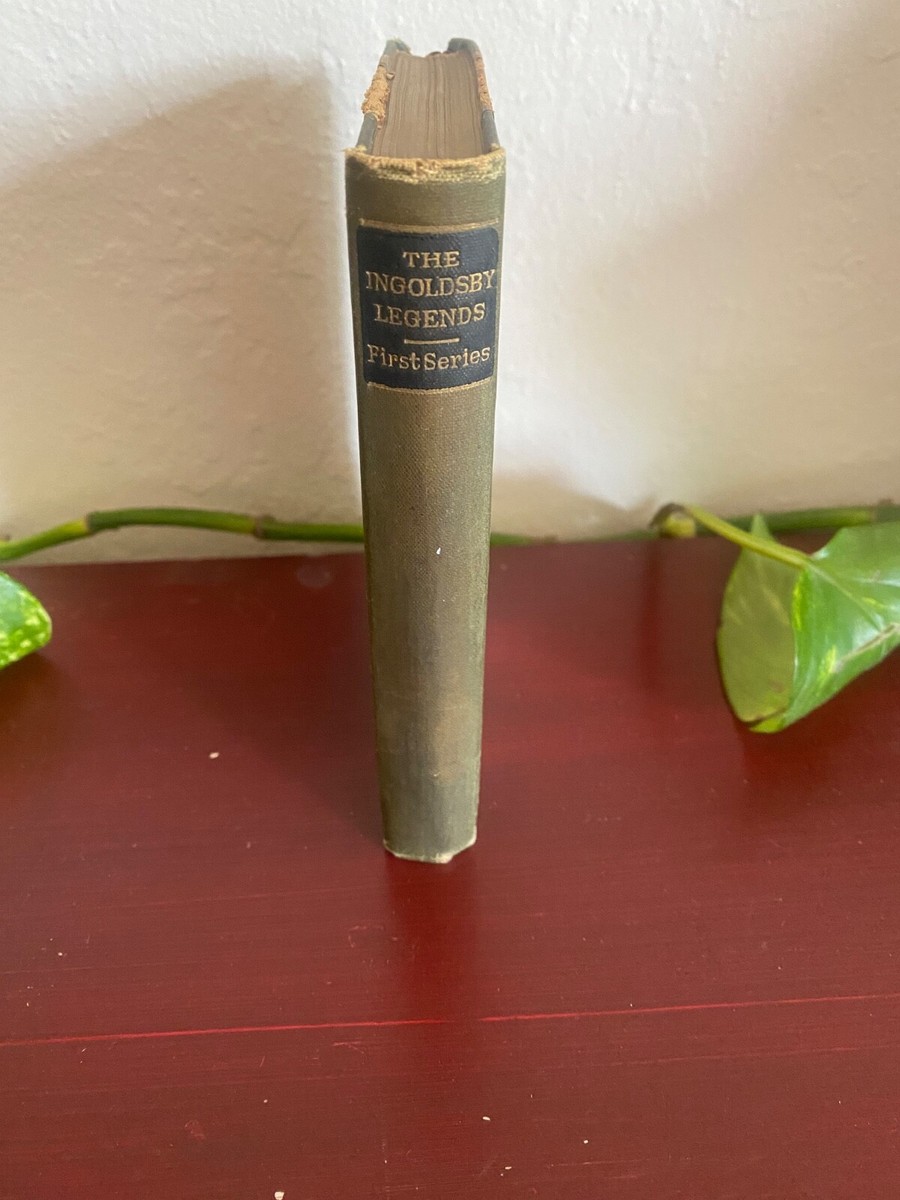 THE
INGOLDSBY
LEGENDS
First Series